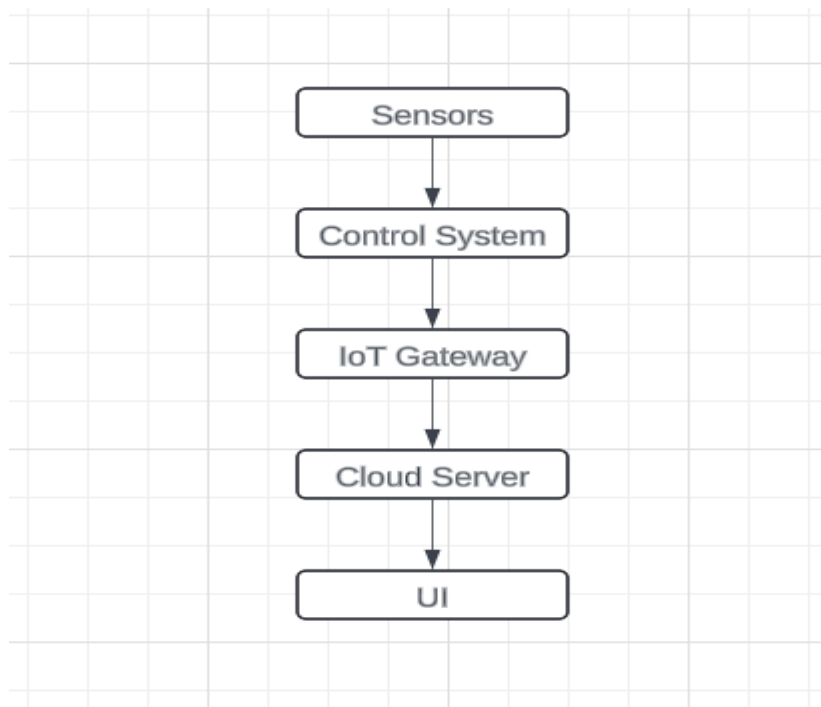 Sensors
Control System
IoT Gateway
Cloud Server
UI